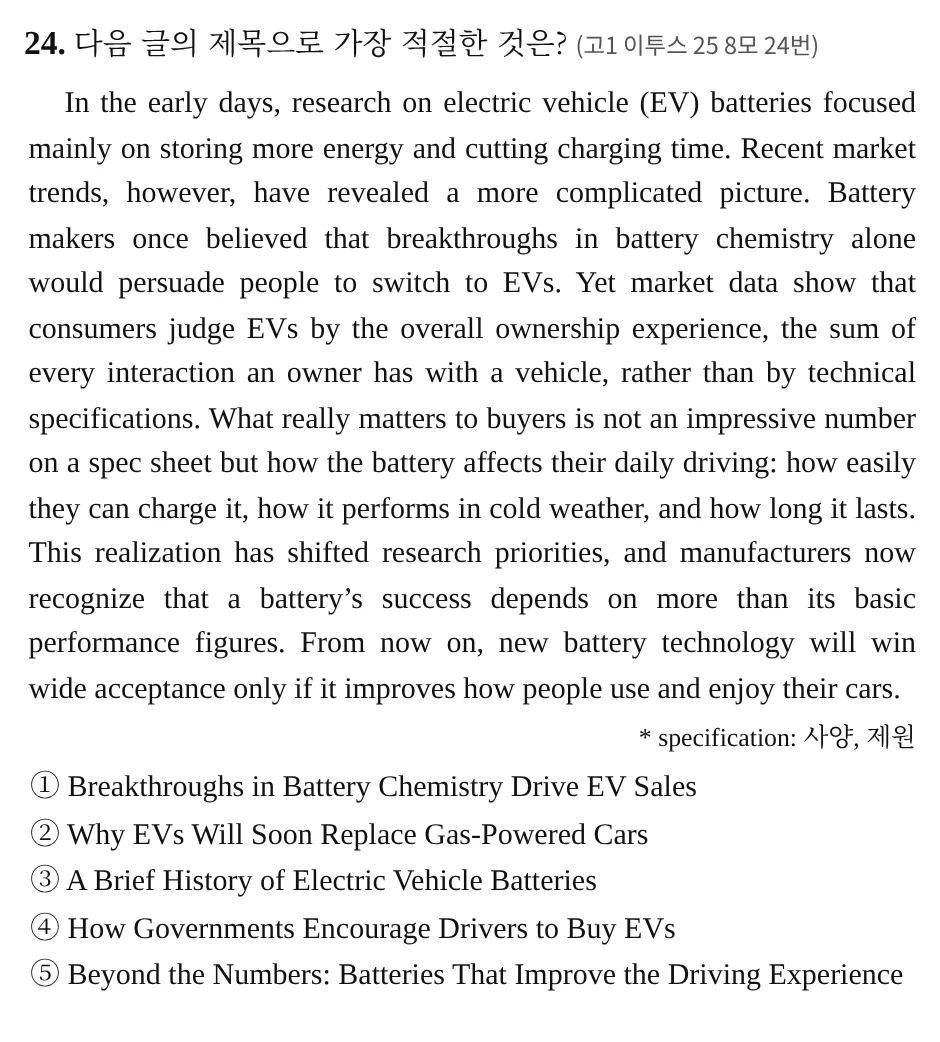 24. 다음 글의 제목으로 가장 적절한 것은? (고1 이투스 25 8모 24번)
In the early days, research on electric vehicle (EV) batteries focused
mainly on storing more energy and cutting charging time. Recent market
trends, however, have revealed a more complicated picture. Battery
makers once believed that breakthroughs in battery chemistry alone
would persuade people to switch to EVs. Yet market data show that
consumers judge EVs by the overall ownership experience, the sum of
every interaction an owner has with a vehicle, rather than by technical
specifications. What really matters to buyers is not an impressive number
on a spec sheet but how the battery affects their daily driving: how easily
they can charge it, how it performs in cold weather, and how long it lasts.
This realization has shifted research priorities, and manufacturers now
recognize that a battery’s success depends on more than its basic
performance figures. From now on, new battery technology will win
wide acceptance only if it improves how people use and enjoy their cars.
* specification: 사양, 제원
① Breakthroughs in Battery Chemistry Drive EV Sales
② Why EVs Will Soon Replace Gas-Powered Cars
③ A Brief History of Electric Vehicle Batteries
④ How Governments Encourage Drivers to Buy EVs
⑤ Beyond the Numbers: Batteries That Improve the Driving Experience